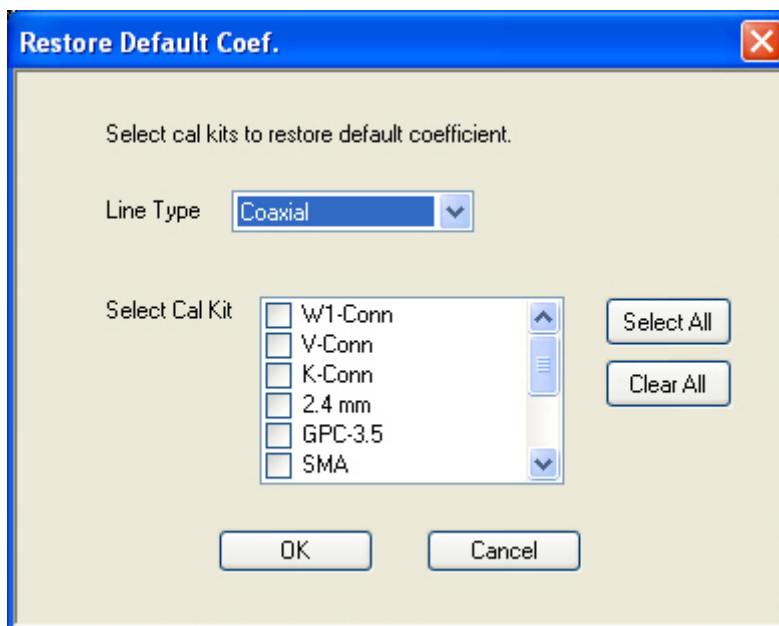 Restore Default Coef.
Select cal kits to restore default coefficient.
Line Type
Coaxial
Select Cal Kit
W1-Conn
V-Conn
K-Conn
2.4 mm
GPC-3.5
SMA
Select All
Clear All
OK
Cancel